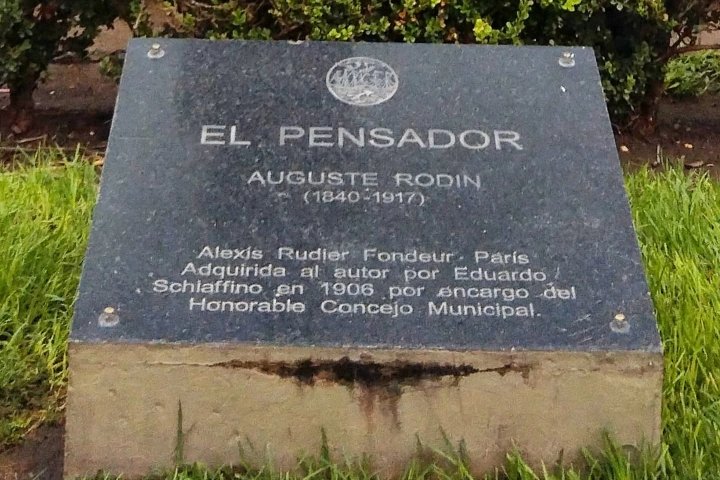 EL PENSADOR
AUGUSTE RODIN
(1840-1917)
Alexis Rudier Fondeur París
Adquirida al autor por Eduardo
Schiaffino en 1906 por encargo del
Honorable Concejo Municipal.